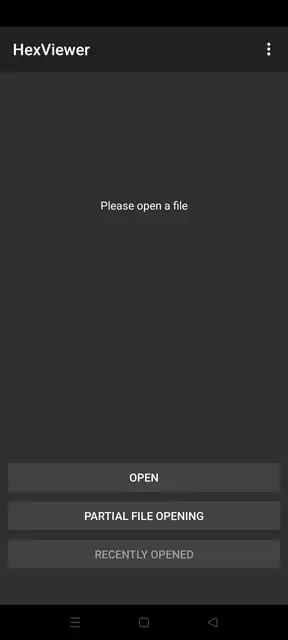 HexViewer
Please open a file
OPEN
PARTIAL FILE OPENING
RECENTLY OPENED